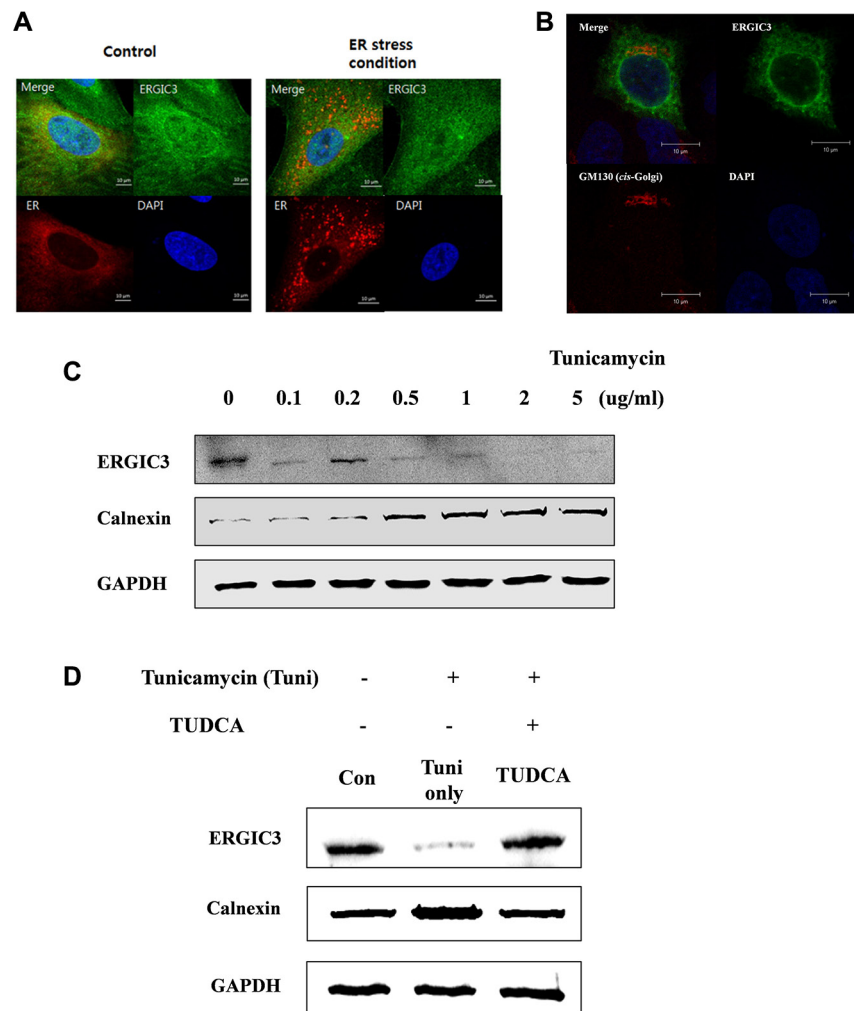 A
Control
ER stress
condition
Merge
ERGIC3
10 μm
10 μm
ER
DAPI
10 μm
10 μm
Merge
ERGIC3
10 μm
10 μm
ER
DAPI
10 μm
10 μm
B
Merge
ERGIC3
10 μm
10 μm
GM130 (cis-Golgi)
DAPI
10 μm
10 μm
C
Tunicamycin
0 0.1 0.2 0.5 1 2 5 (ug/ml)
ERGIC3
Calnexin
GAPDH
D
Tunicamycin (Tuni) - + +
TUDCA - - +
Con Tuni only TUDCA
ERGIC3
Calnexin
GAPDH